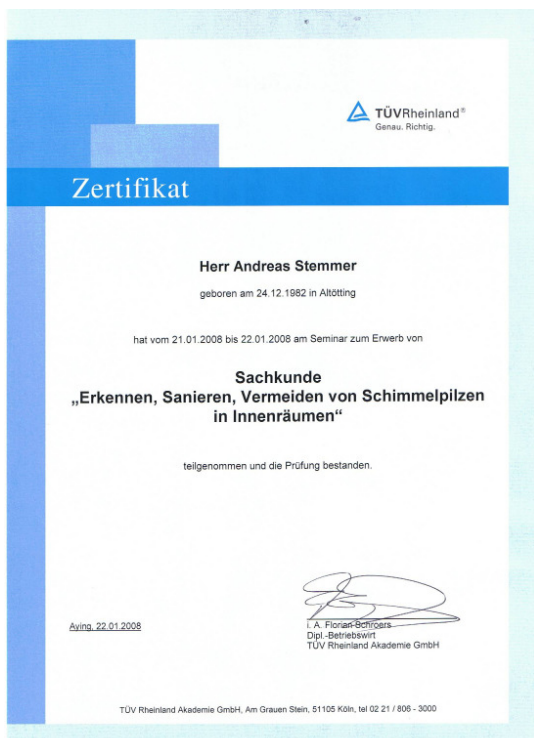 TÜVRheinland®
Genau. Richtig.
Zertifikat
Herr Andreas Stemmer
geboren am 24.12.1982 in Altötting
hat vom 21.01.2008 bis 22.01.2008 am Seminar zum Erwerb von
Sachkunde
„Erkennen, Sanieren, Vermeiden von Schimmelpilzen
in Innenräumen“
teilgenommen und die Prüfung bestanden.
Aying, 22.01.2008
i. A. Florian Schroers
Dipl.-Betriebswirt
TÜV Rheinland Akademie GmbH
TÜV Rheinland Akademie GmbH, Am Grauen Stein, 51105 Köln, tel 02 21 / 806 - 3000